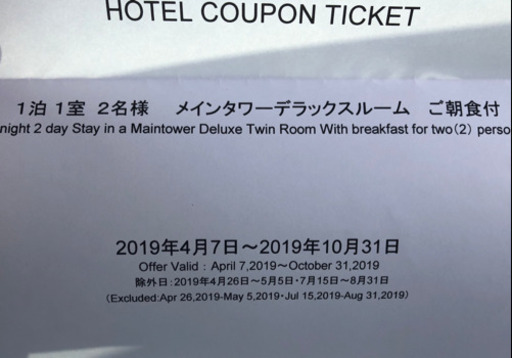 HOTEL COUPON TICKET
1泊 1室 2名様 メインタワーデラックスルーム ご朝食付
night 2 day Stay in a Maintower Deluxe Twin Room With breakfast for two(2) perso
2019年4月7日～2019年10月31日
Offer Valid : April 7,2019～October 31,2019
除外日:2019年4月26日～5月5日・7月15日～8月31日
(Excluded:Apr 26,2019-May 5,2019・Jul 15,2019-Aug 31,2019)